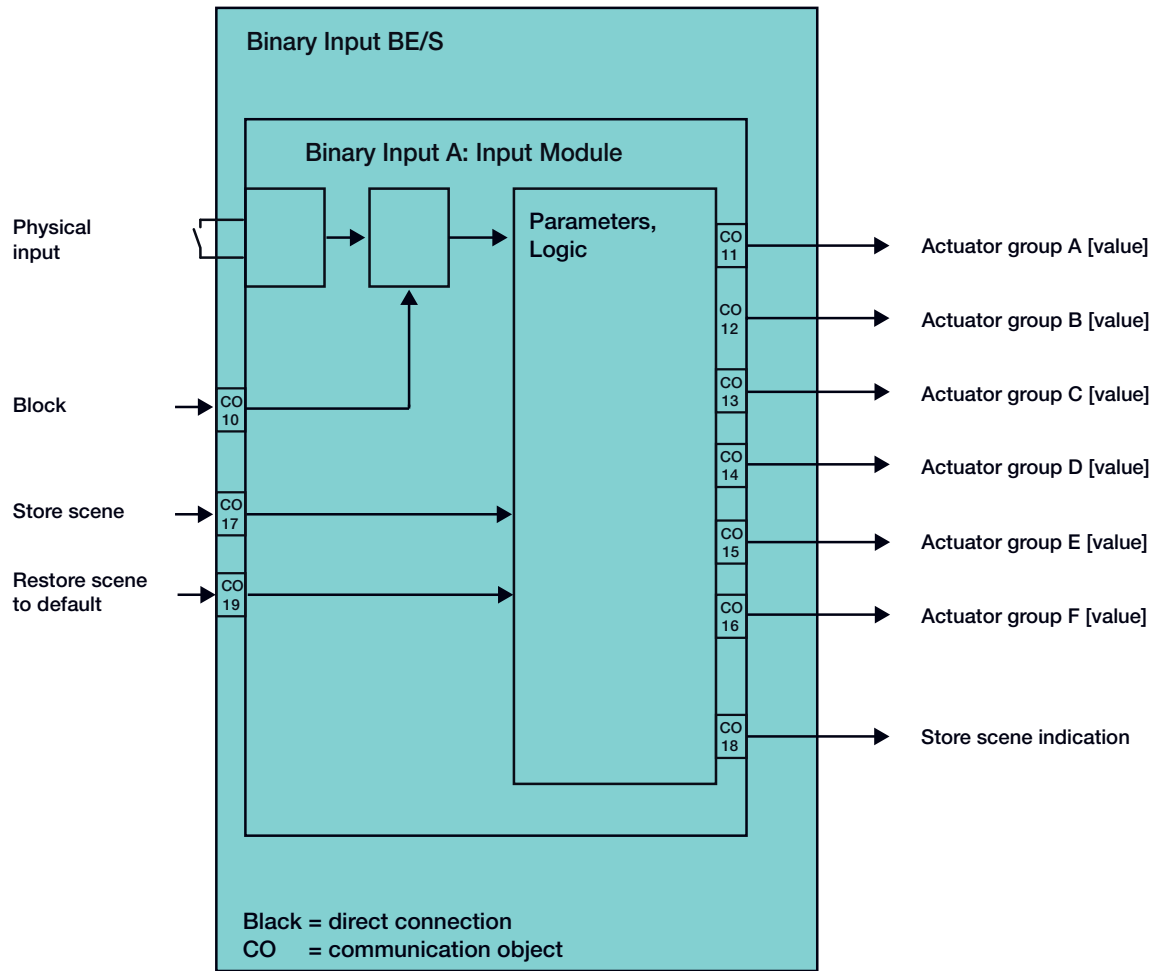 Binary Input BE/S
Binary Input A: Input Module
Physical
input
Parameters,
Logic
CO
11
Actuator group A [value]
CO
12
Actuator group B [value]
Block
CO
10
CO
13
Actuator group C [value]
CO
14
Actuator group D [value]
Store scene
CO
17
CO
15
Actuator group E [value]
Restore scene
to default
CO
19
CO
16
Actuator group F [value]
CO
18
Store scene indication
Black = direct connection
CO = communication object